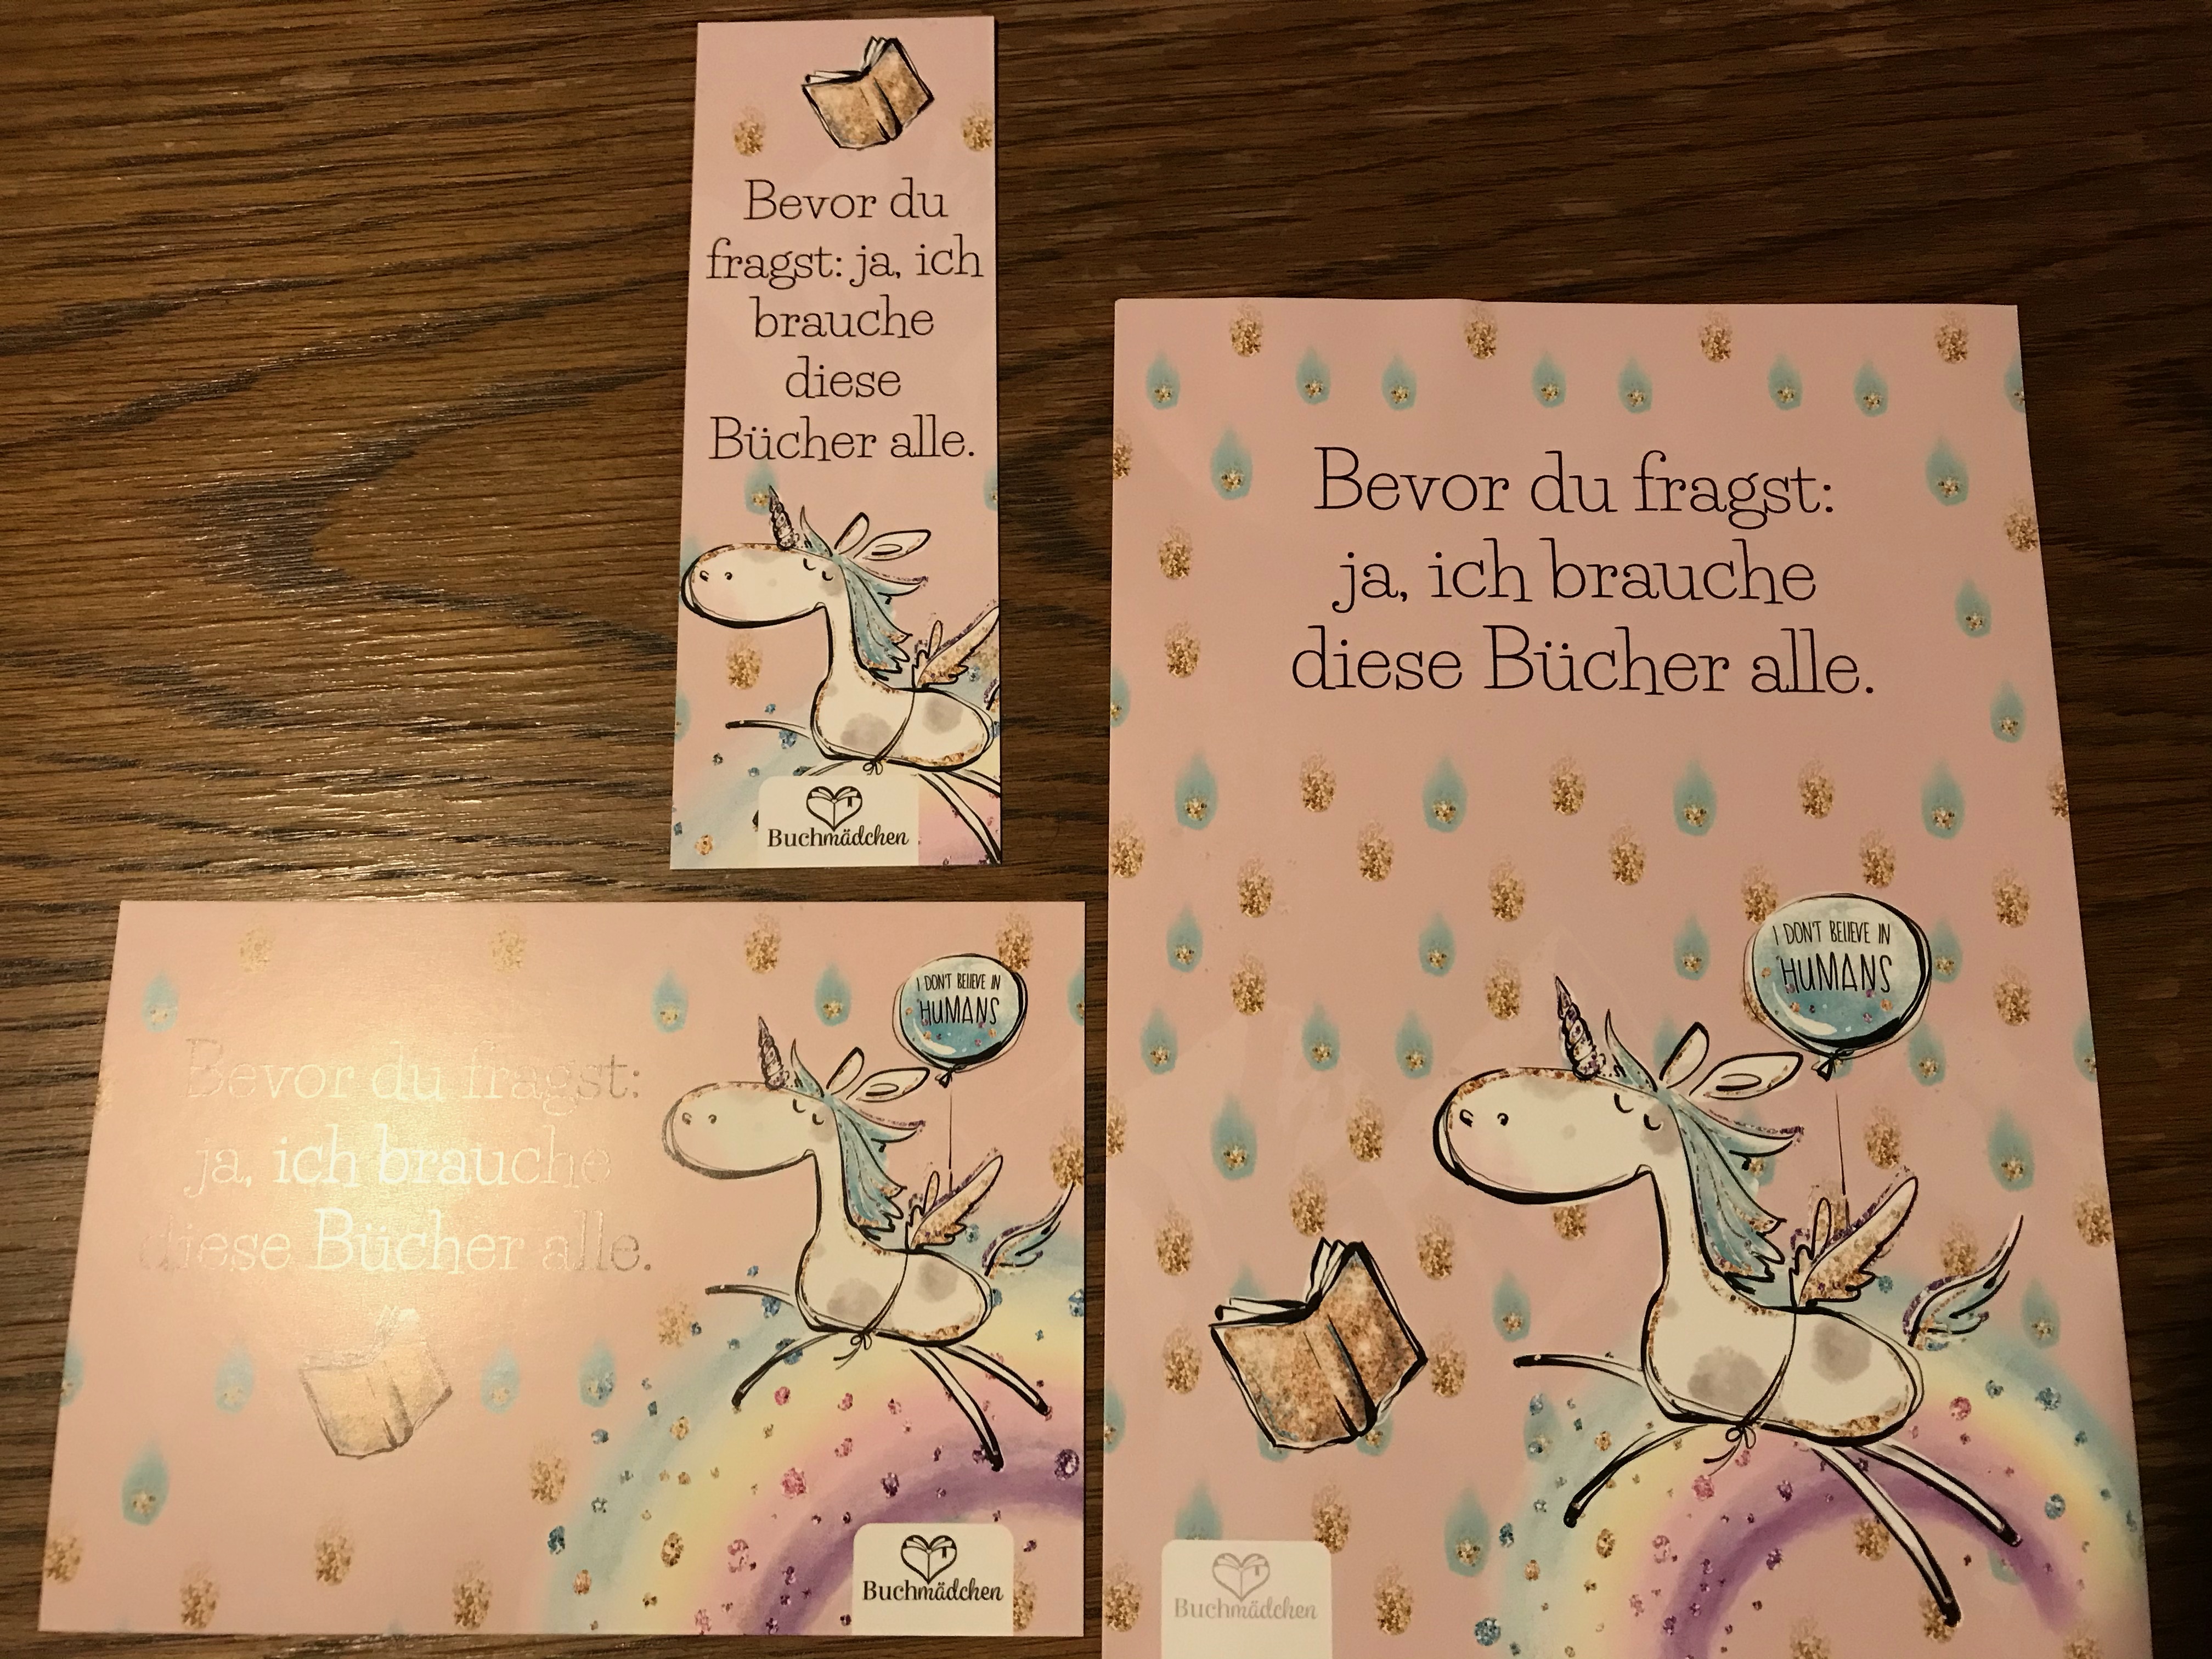 Bevor du
fragst: ja, ich
brauche
diese
Bücher alle.
Buchmädchen
Bevor du fragst:
ja, ich brauche
diese Bücher alle.
I DON'T BELIEVE IN
HUMANS
Buchmädchen
Bevor du fragst:
ja, ich brauche
diese Bücher alle.
I DON'T BELIEVE IN
HUMANS
Buchmädchen